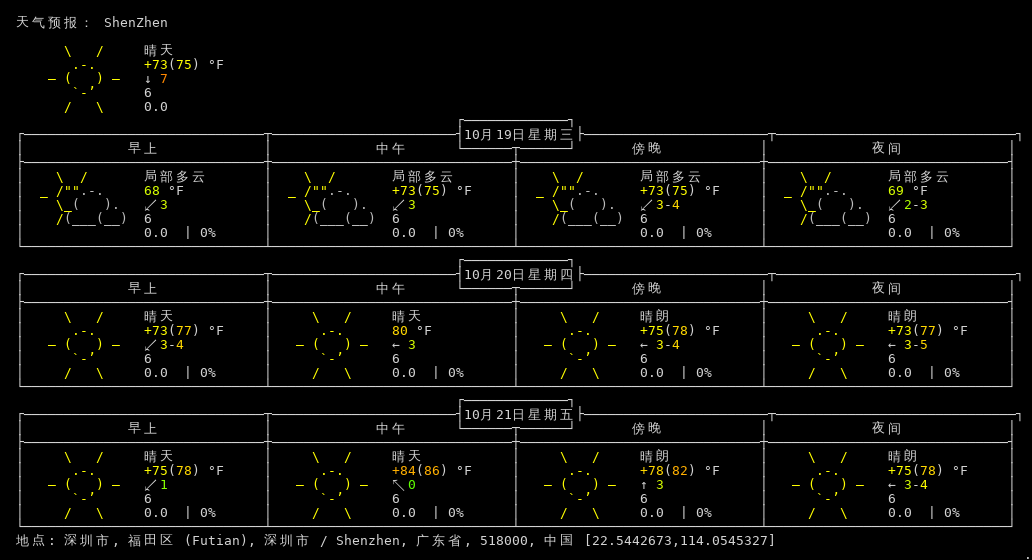 天气预报： ShenZhen
晴天
+73(75) °F
↓ 7
6
0.0
10月19日星期三
早上 中午 傍晚 夜间
局部多云 局部多云 局部多云 局部多云
68 °F +73(75) °F +73(75) °F 69 °F
↙3 ↙3 ↙3-4 ↙2-3
6 6 6 6
0.0 | 0% 0.0 | 0% 0.0 | 0% 0.0 | 0%
10月20日星期四
早上 中午 傍晚 夜间
晴天 晴天 晴朗 晴朗
+73(77) °F 80 °F +75(78) °F +73(77) °F
↙3-4 ← 3 ← 3-4 ← 3-5
6 6 6 6
0.0 | 0% 0.0 | 0% 0.0 | 0% 0.0 | 0%
10月21日星期五
早上 中午 傍晚 夜间
晴天 晴天 晴朗 晴朗
+75(78) °F +84(86) °F +78(82) °F +75(78) °F
↙1 ↖0 ↑ 3 ← 3-4
6 6 6 6
0.0 | 0% 0.0 | 0% 0.0 | 0% 0.0 | 0%
地点: 深圳市, 福田区 (Futian), 深圳市 / Shenzhen, 广东省, 518000, 中国 [22.5442673,114.0545327]